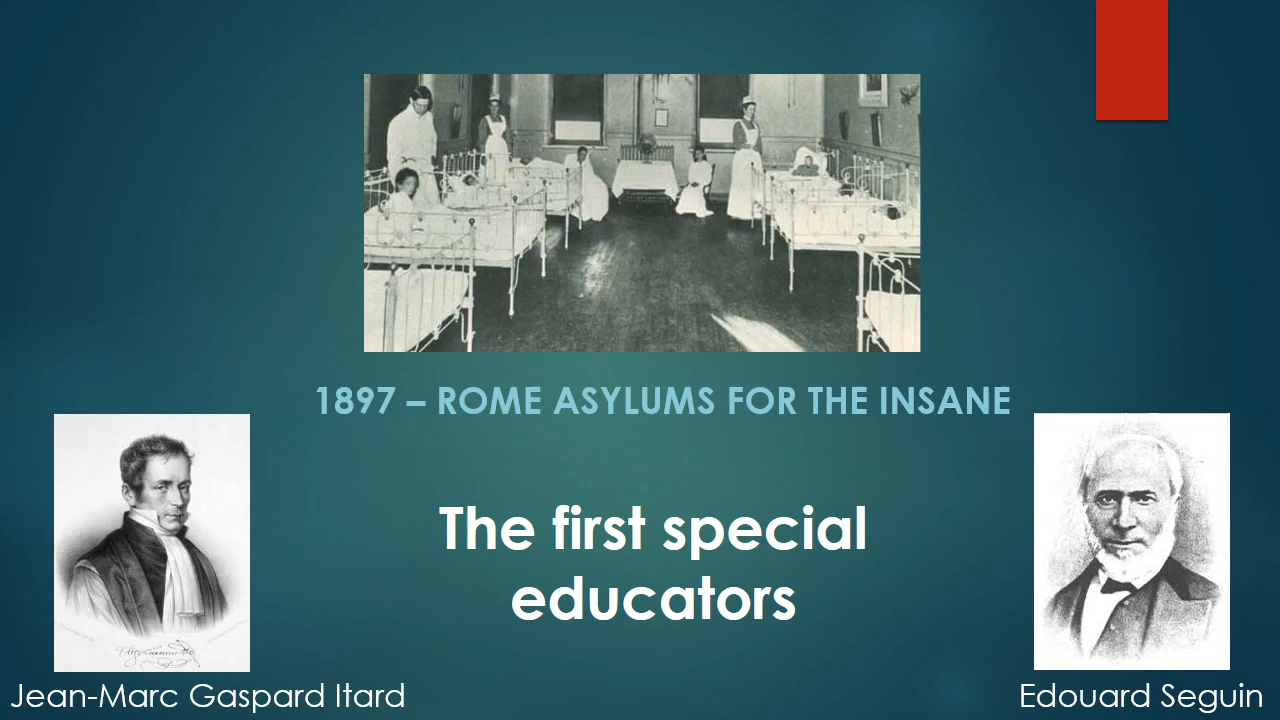 1897 – ROME ASYLUMS FOR THE INSANE
The first special
educators
Jean-Marc Gaspard Itard
Edouard Seguin